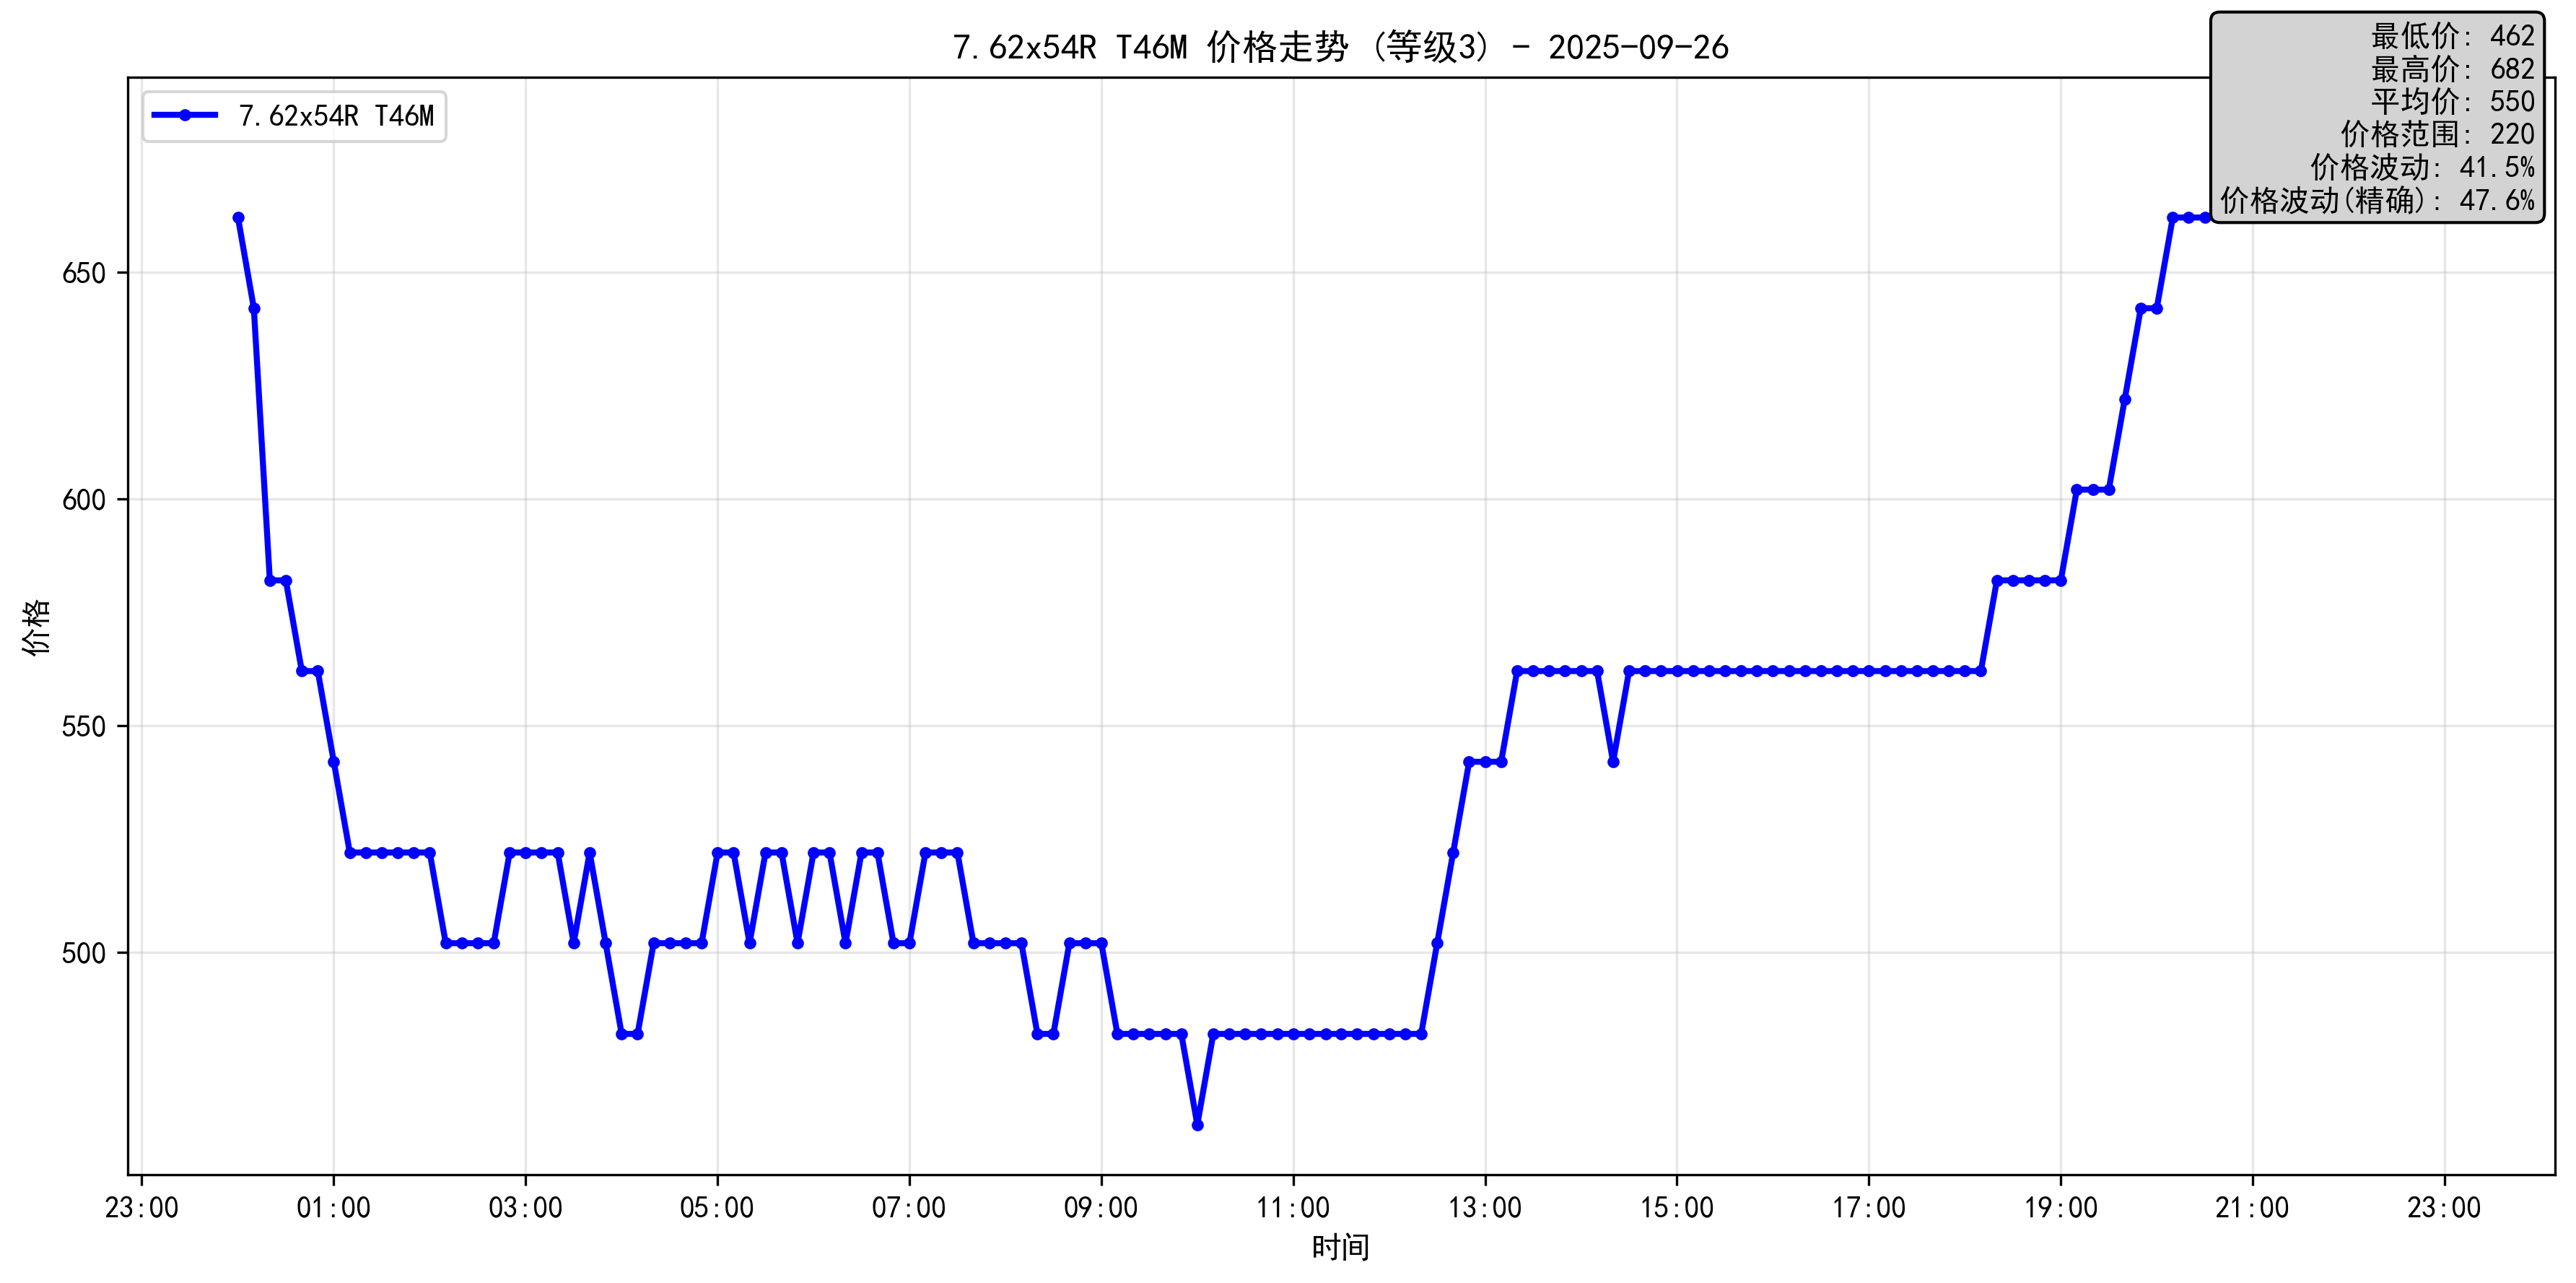 7.62x54R T46M 价格走势 (等级3) - 2025-09-26
最低价: 462
最高价: 682
平均价: 550
价格范围: 220
价格波动: 41.5%
价格波动(精确): 47.6%
7.62x54R T46M
650
600
550
500
价格
23:00 01:00 03:00 05:00 07:00 09:00 11:00 13:00 15:00 17:00 19:00 21:00 23:00
时间